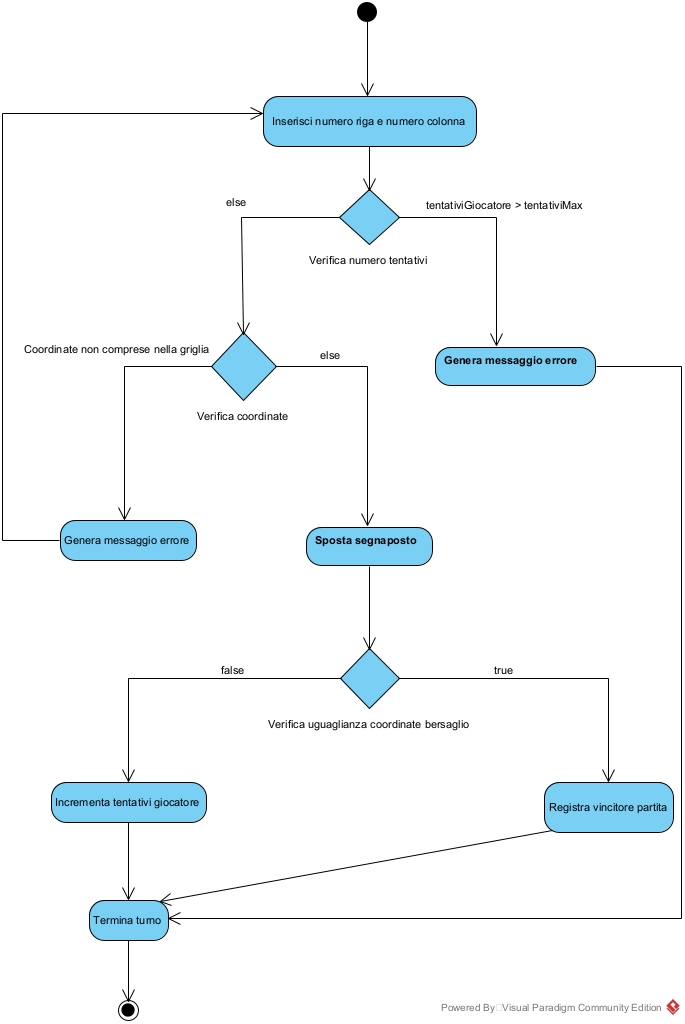 Inserisci numero riga e numero colonna
else
tentativiGiocatore > tentativiMax
Verifica numero tentativi
Coordinate non comprese nella griglia
else
Genera messaggio errore
Verifica coordinate
Genera messaggio errore
Sposta segnaposto
false
true
Verifica uguaglianza coordinate bersaglio
Incrementa tentativi giocatore
Registra vincitore partita
Termina turno
Powered By Visual Paradigm Community Edition